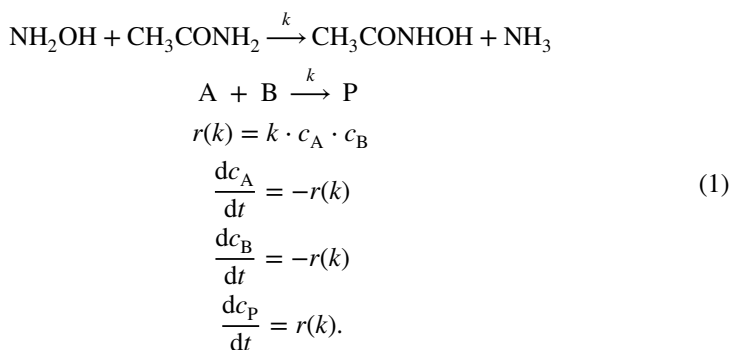 NH₂OH + CH₃CONH₂ —k→ CH₃CONHOH + NH₃
A + B —k→ P
r(k) = k · c_A · c_B
dc_A/dt = −r(k) (1)
dc_B/dt = −r(k)
dc_P/dt = r(k).